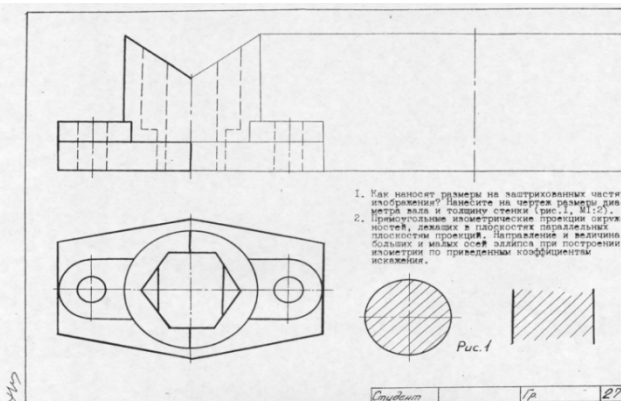 1. Как наносят размеры на заштрихованных частях
изображения? Нанесите на чертеж размеры диа-
метра вала и толщину стенки (рис.1, М1:2).
2. Прямоугольные изометрические проекции окруж-
ностей, лежащих в плоскостях параллельных
плоскостям проекций. Направление и величина
больших и малых осей эллипса при построении
изометрии по приведенным коэффициентам
искажения.
Рис.1
Студент Гр. 27